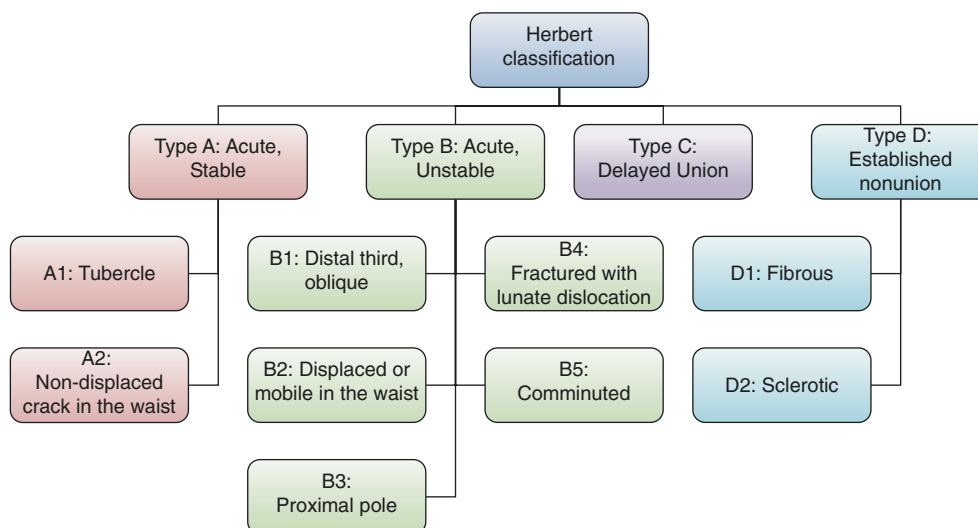 Herbert
classification
Type A: Acute,
Stable
Type B: Acute,
Unstable
Type C:
Delayed Union
Type D:
Established
nonunion
A1: Tubercle
A2:
Non-displaced
crack in the waist
B1: Distal third,
oblique
B2: Displaced or
mobile in the waist
B3:
Proximal pole
B4:
Fractured with
lunate dislocation
B5:
Comminuted
D1: Fibrous
D2: Sclerotic